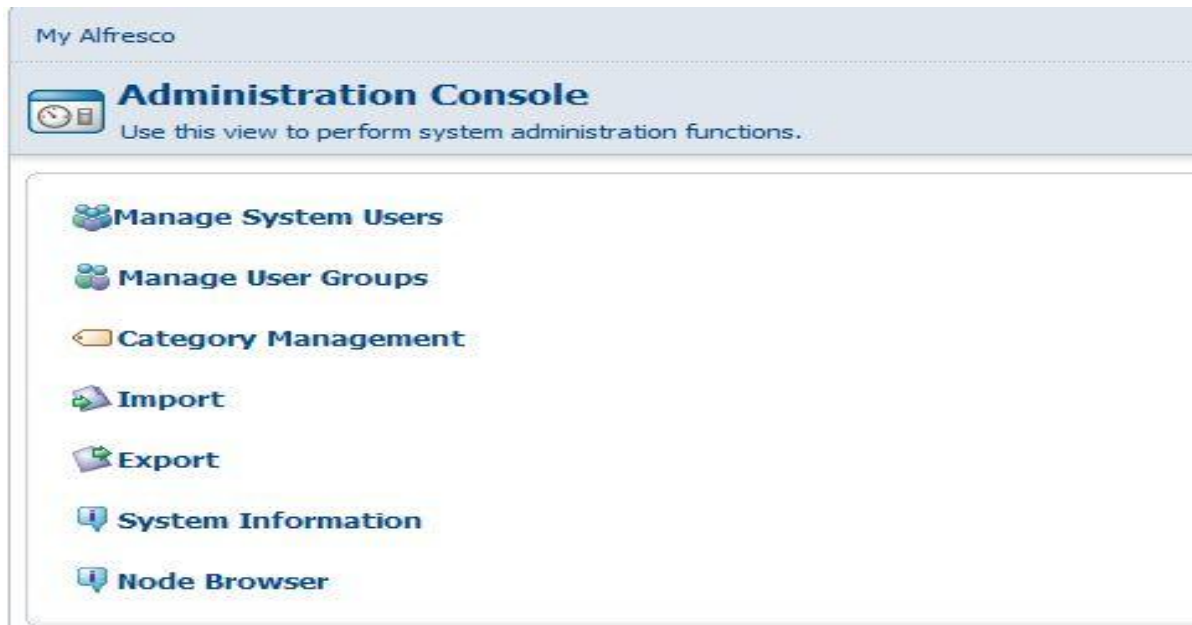 My Alfresco
Administration Console
Use this view to perform system administration functions.
Manage System Users
Manage User Groups
Category Management
Import
Export
System Information
Node Browser